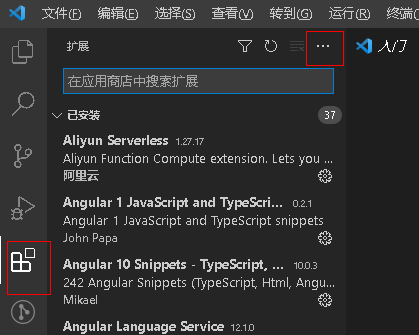 文件(F) 编辑(E) 选择(S) 查看(V) 转到(G) 运行(R) 终端
扩展 ···
入门
在应用商店中搜索扩展
已安装 37
Aliyun Serverless 1.27.17
Aliyun Function Compute extension. Lets you ...
阿里云
Angular 1 JavaScript and TypeScri... 0.2.1
Angular 1 JavaScript and TypeScript snippets
John Papa
Angular 10 Snippets - TypeScript, ... 10.0.3
242 Angular Snippets (TypeScript, Html, Angu...
Mikael
Angular Language Service 12.1.0